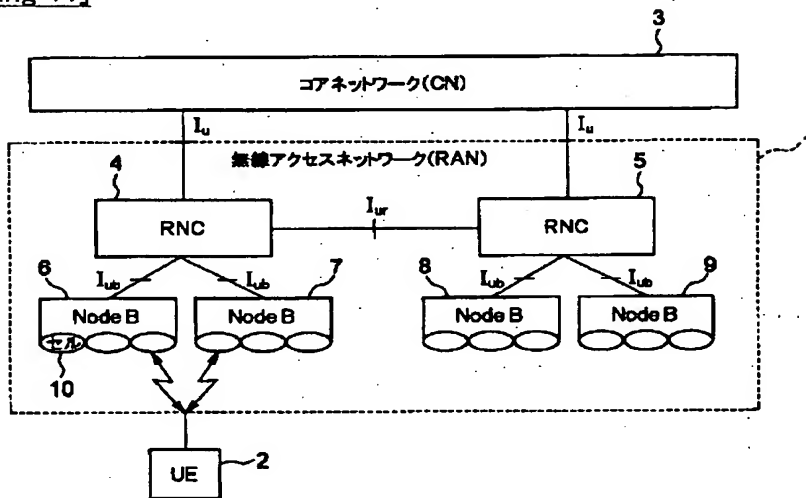 3
コアネットワーク(CN)
Iu
Iu
無線アクセスネットワーク(RAN)
4
5
RNC
Iur
RNC
6
Iub
Iub
7
8
Iub
Iub
9
Node B
Node B
Node B
Node B
セル
10
UE
2